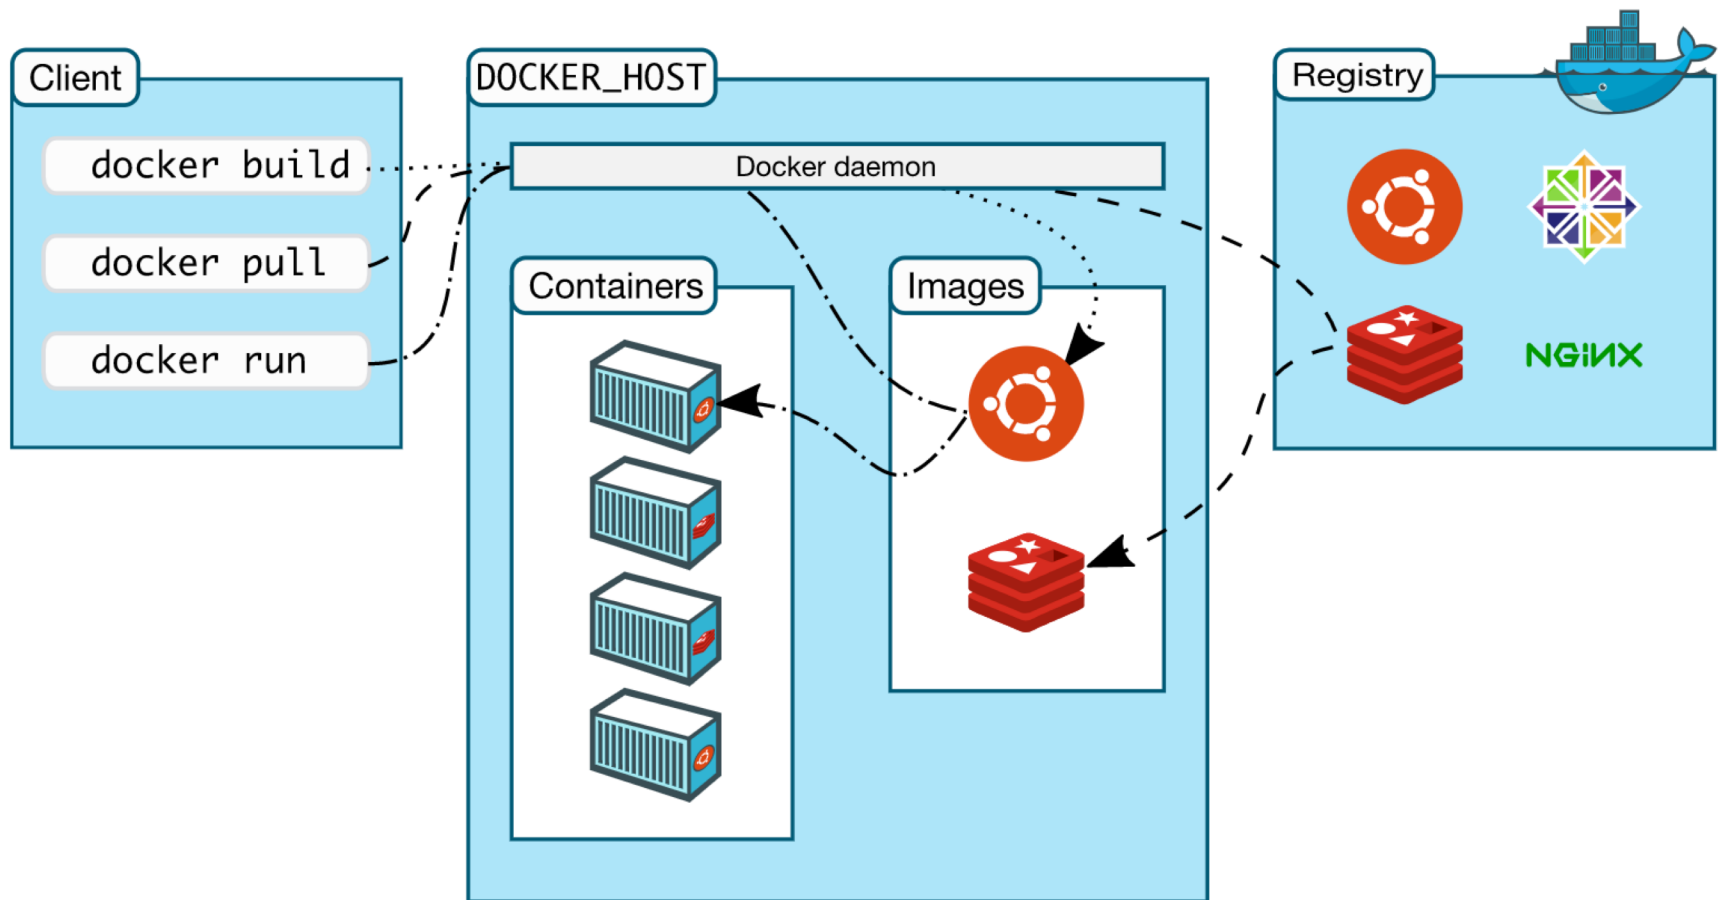 Client
docker build
docker pull
docker run
DOCKER_HOST
Docker daemon
Containers
Images
Registry
NGiNX